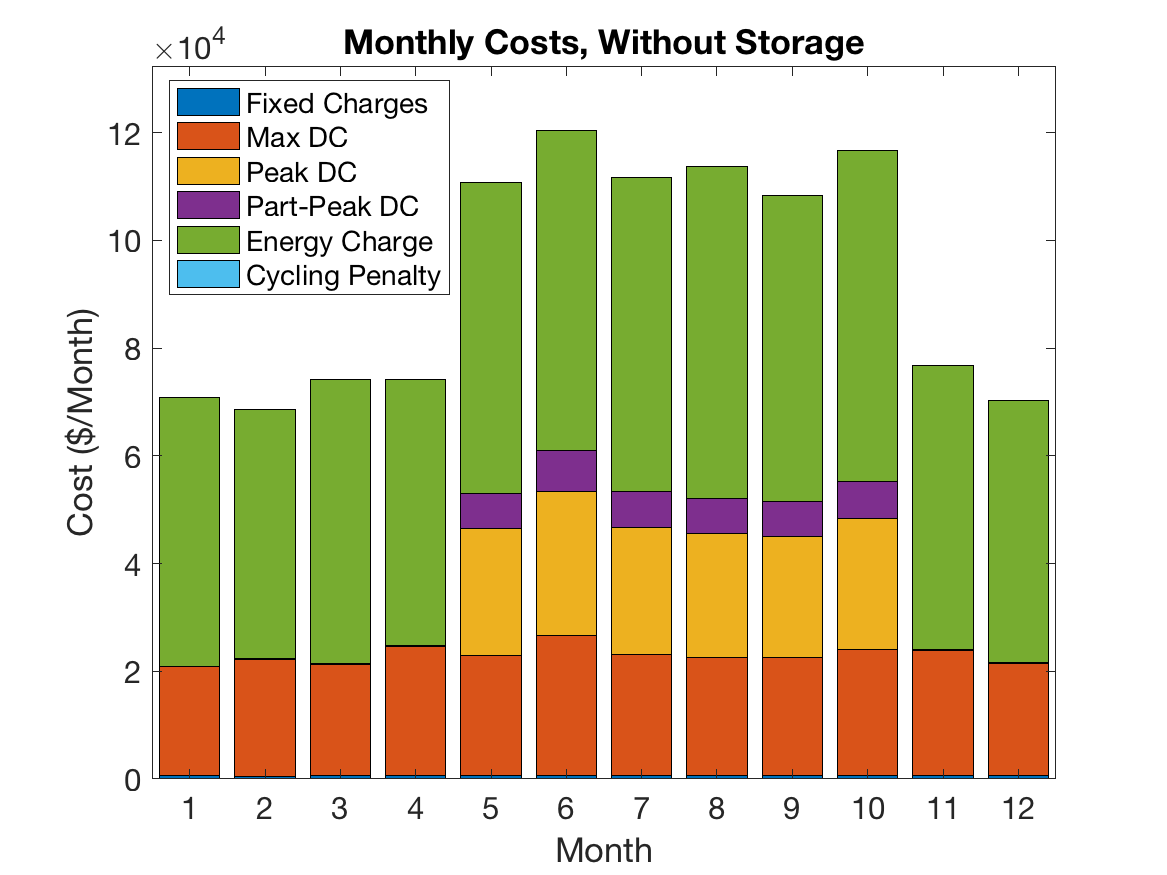 ×10⁴
Monthly Costs, Without Storage
Fixed Charges
Max DC
Peak DC
Part-Peak DC
Energy Charge
Cycling Penalty
12
10
8
6
4
2
0
Cost ($/Month)
1 2 3 4 5 6 7 8 9 10 11 12
Month